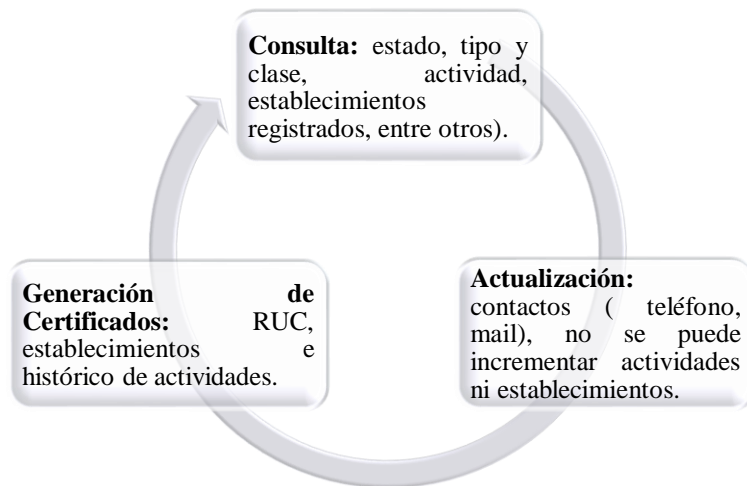 Consulta: estado, tipo y
clase, actividad,
establecimientos
registrados, entre otros).
Generación de
Certificados: RUC,
establecimientos e
histórico de actividades.
Actualización:
contactos ( teléfono,
mail), no se puede
incrementar actividades
ni establecimientos.